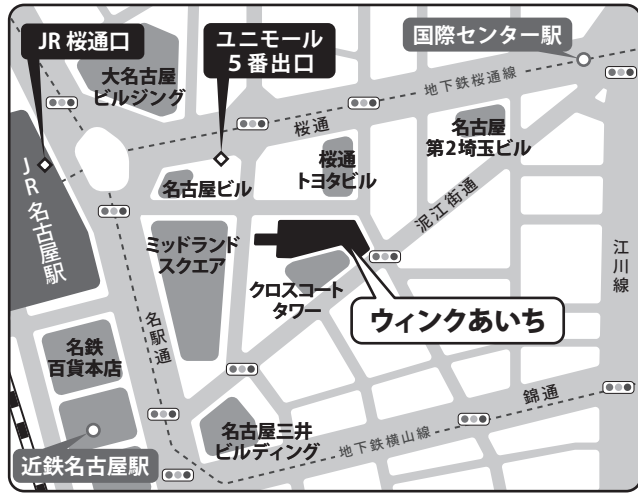 JR 桜通口
ユニモール
5番出口
国際センター駅
大名古屋
ビルジング
地下鉄桜通線
桜通
名古屋
第2埼玉ビル
JR名古屋駅
名古屋ビル
桜通
トヨタビル
泥江街通
ミッドランド
スクエア
江川線
クロスコート
タワー
ウィンクあいち
名鉄
百貨本店
名駅通
錦通
名古屋三井
ビルディング
地下鉄横山線
近鉄名古屋駅